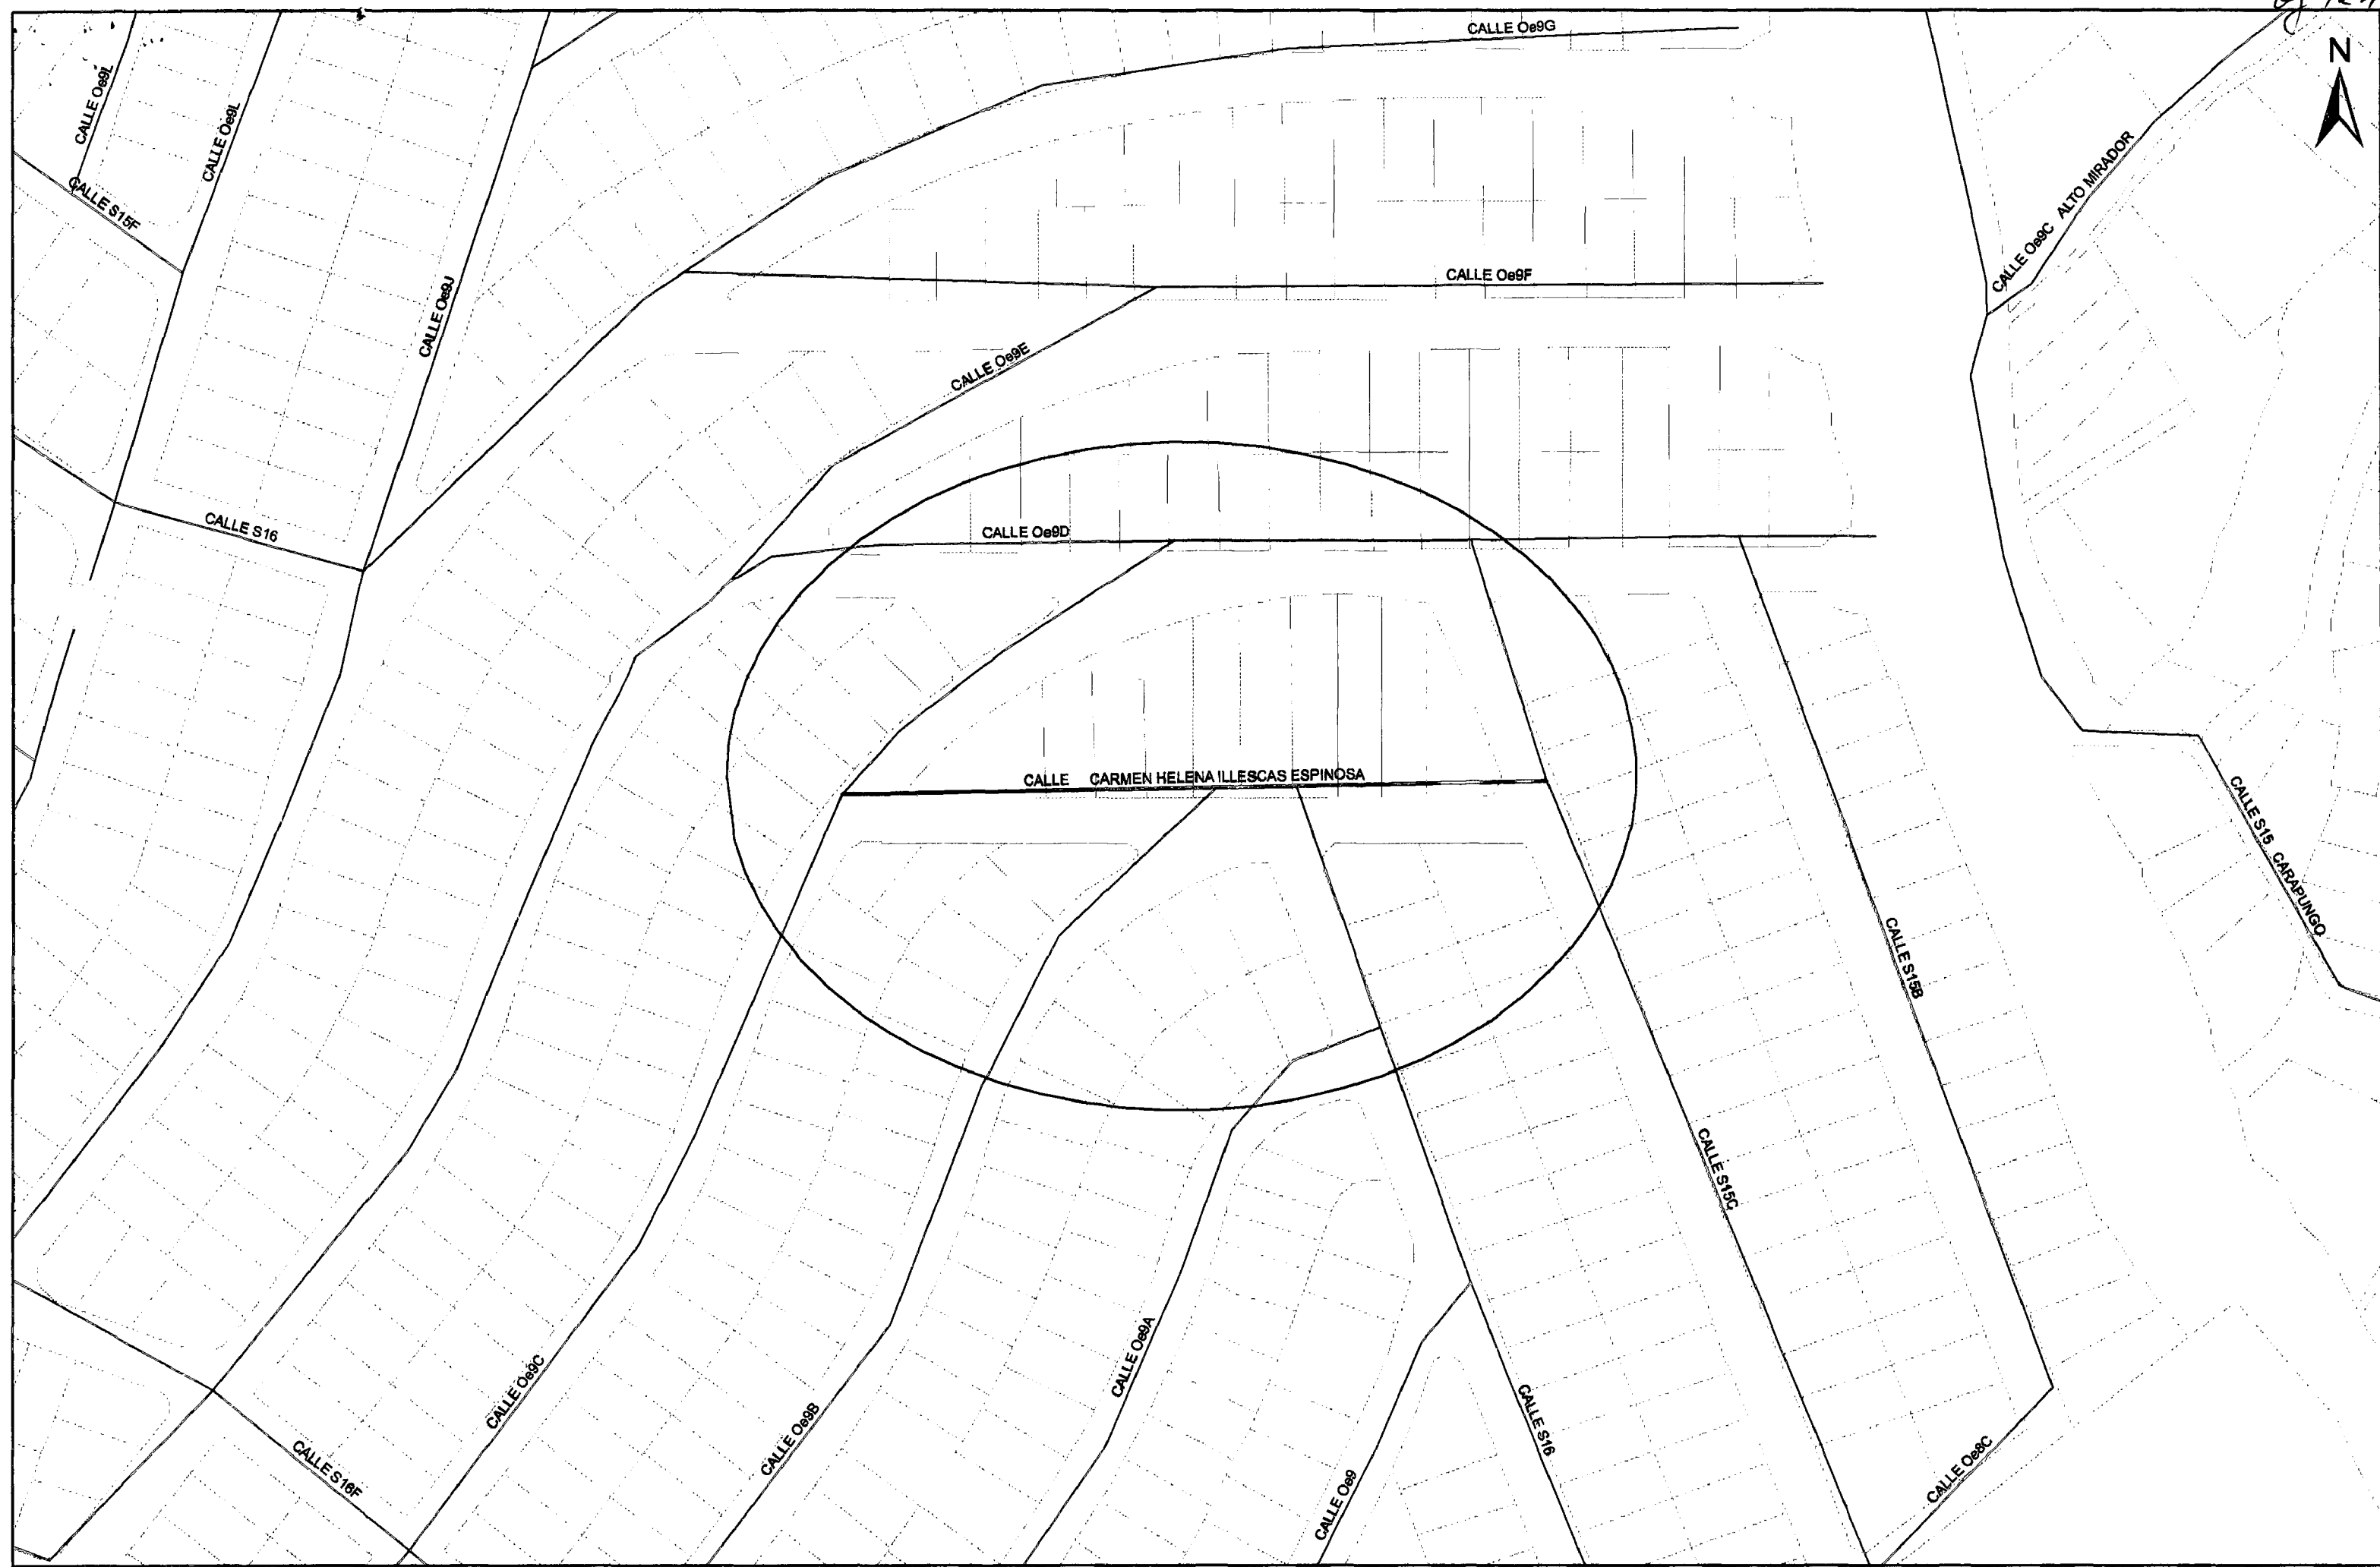 CALLE Oe9G
N
CALLE Oe9L
CALLE Oe9L
CALLE S15F
CALLE Oe9J
CALLE Oe9C ALTO MIRADOR
CALLE Oe9F
CALLE Oe9E
CALLE S16
CALLE Oe9D
CALLE CARMEN HELENA ILLESCAS ESPINOSA
CALLE S15 CARAPUNGO
CALLE S15B
CALLE S15C
CALLE Oe9C
CALLE Oe9B
CALLE Oe9A
CALLE S16F
CALLE Oe9
CALLE S16
CALLE Oe8C